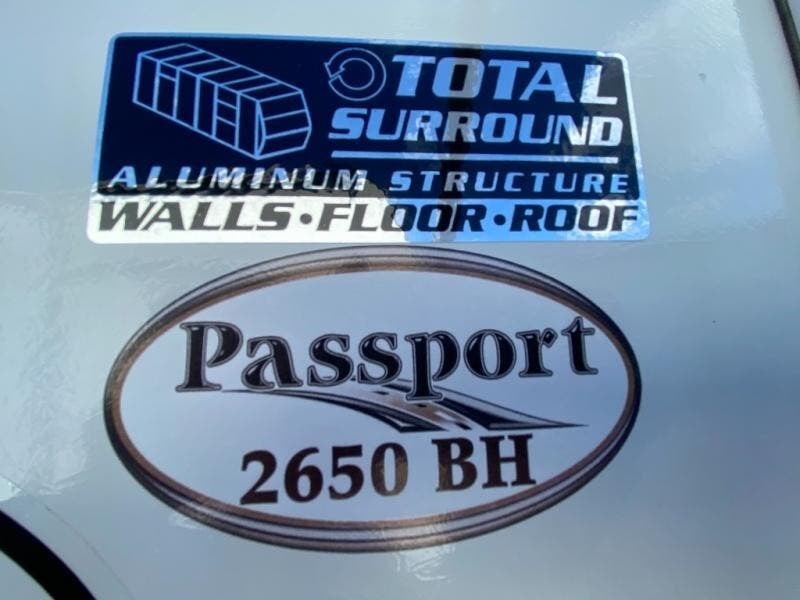 TOTAL
SURROUND
ALUMINUM STRUCTURE
WALLS•FLOOR•ROOF
Passport
2650 BH